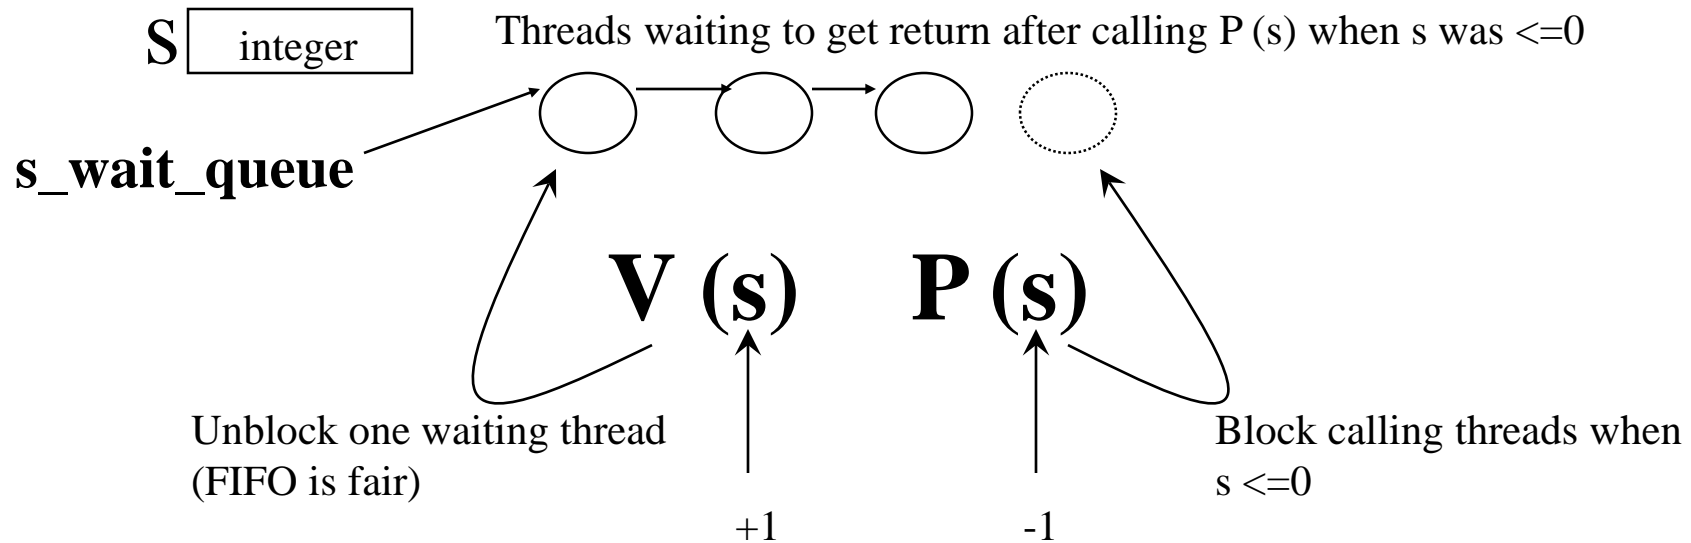 S integer
Threads waiting to get return after calling P (s) when s was <=0
s_wait_queue
V (s) P (s)
Unblock one waiting thread
(FIFO is fair)
Block calling threads when
s <=0
+1 -1